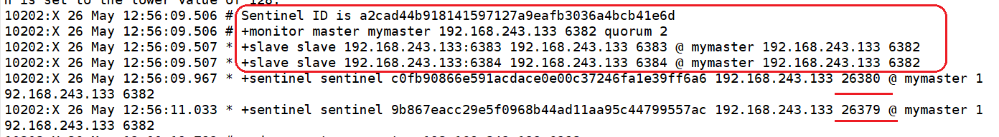 n is set to the lower value of 128.
10202:X 26 May 12:56:09.506 # Sentinel ID is a2cad44b918141597127a9eafb3036a4bcb41e6d
10202:X 26 May 12:56:09.506 # +monitor master mymaster 192.168.243.133 6382 quorum 2
10202:X 26 May 12:56:09.507 * +slave slave 192.168.243.133:6383 192.168.243.133 6383 @ mymaster 192.168.243.133 6382
10202:X 26 May 12:56:09.507 * +slave slave 192.168.243.133:6384 192.168.243.133 6384 @ mymaster 192.168.243.133 6382
10202:X 26 May 12:56:09.967 * +sentinel sentinel c0fb90866e591acdace0e00c37246fa1e39ff6a6 192.168.243.133 26380 @ mymaster 1
92.168.243.133 6382
10202:X 26 May 12:56:11.033 * +sentinel sentinel 9b867eacc29e5f0968b44ad11aa95c44799557ac 192.168.243.133 26379 @ mymaster 1
92.168.243.133 6382